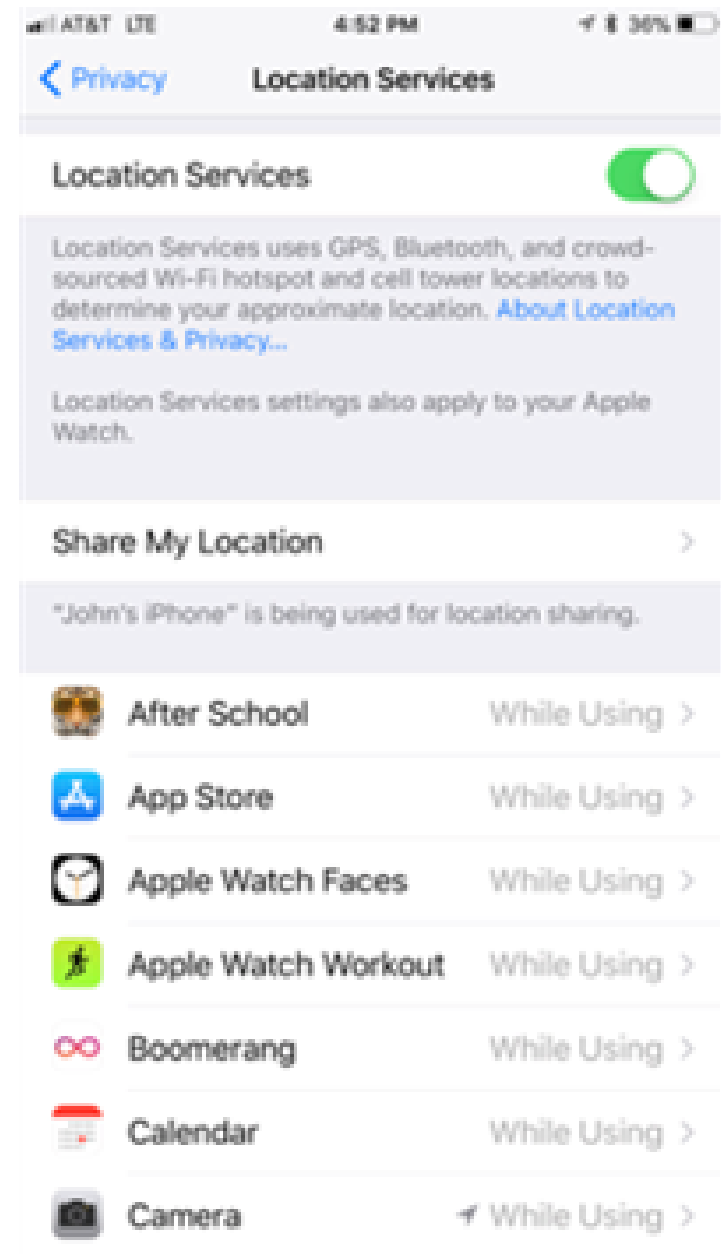 AT&T LTE 4:52 PM 36%
Privacy Location Services
Location Services
Location Services uses GPS, Bluetooth, and crowd-
sourced Wi-Fi hotspot and cell tower locations to
determine your approximate location. About Location
Services & Privacy...
Location Services settings also apply to your Apple
Watch.
Share My Location
"John's iPhone" is being used for location sharing.
After School While Using
App Store While Using
Apple Watch Faces While Using
Apple Watch Workout While Using
Boomerang While Using
Calendar While Using
Camera While Using